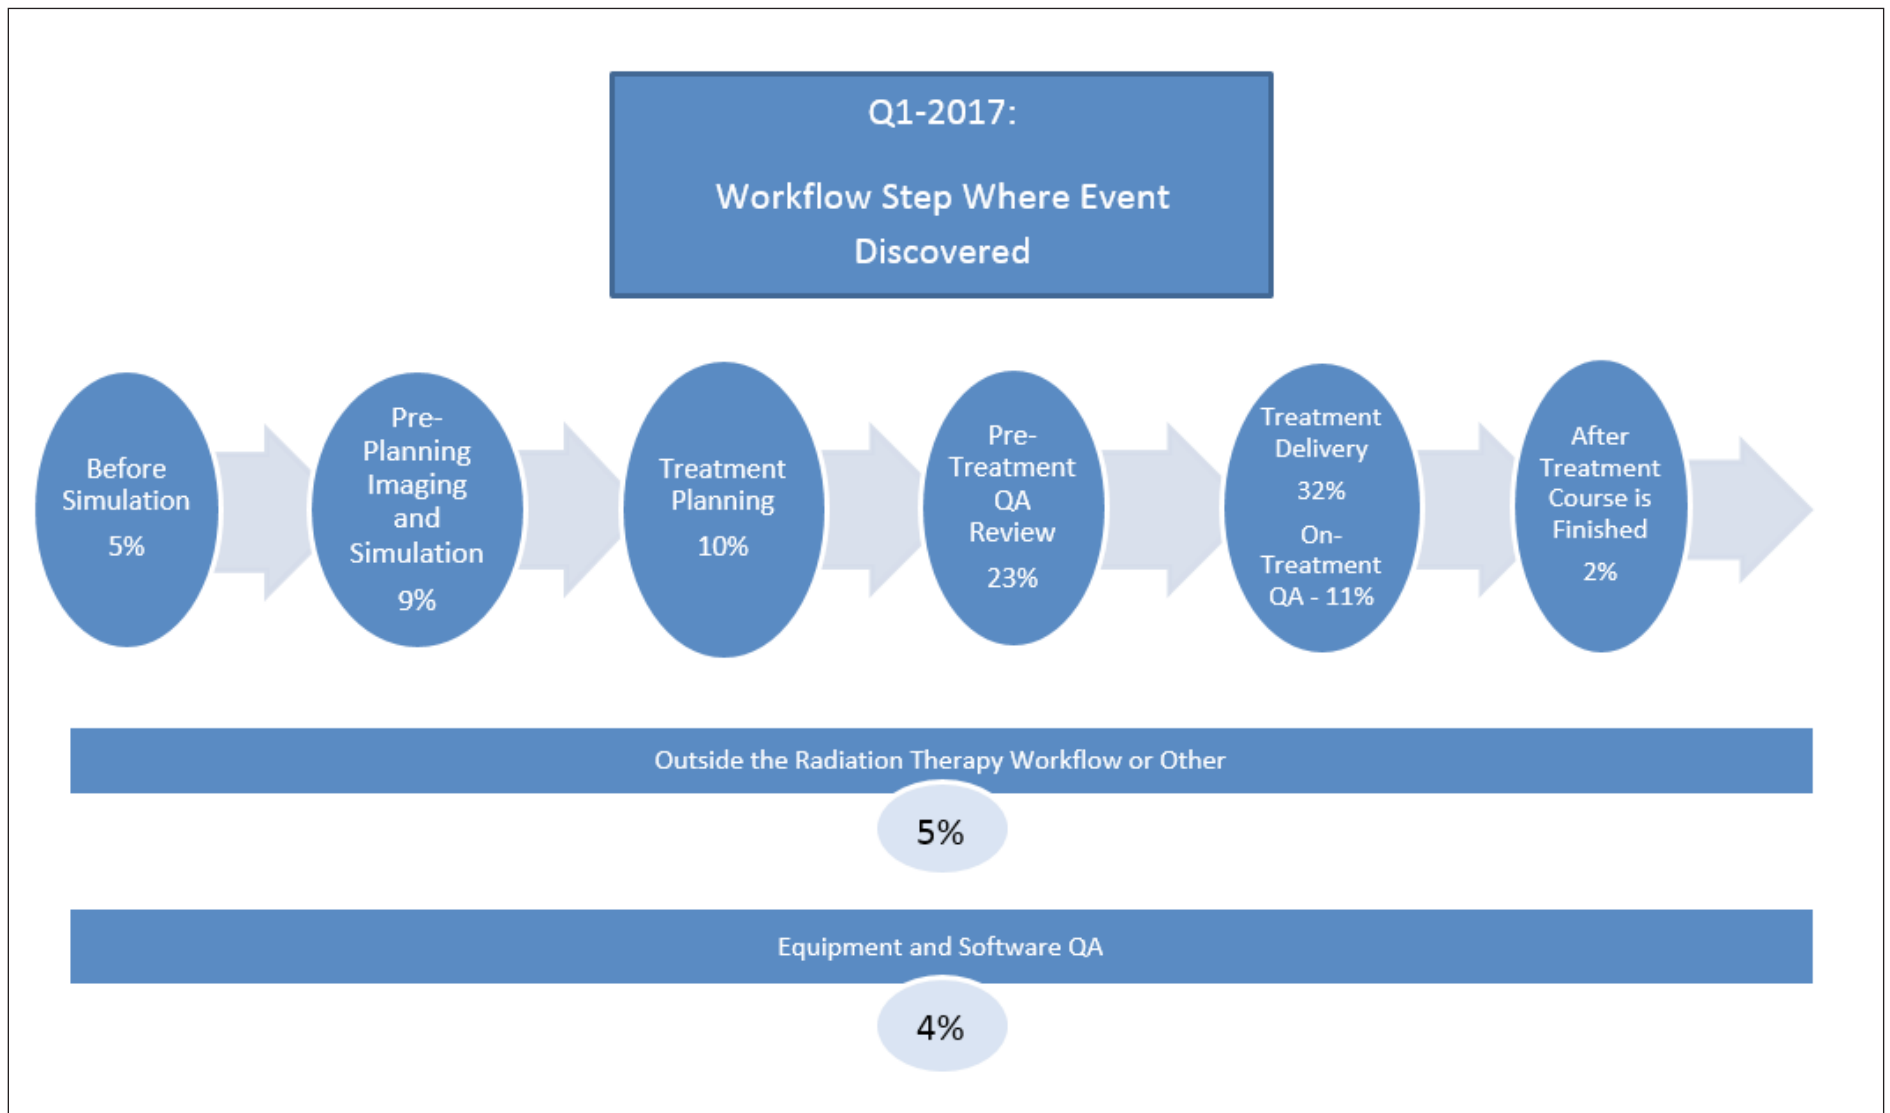 Q1-2017:
Workflow Step Where Event
Discovered
Before
Simulation
5%
Pre-
Planning
Imaging
and
Simulation
9%
Treatment
Planning
10%
Pre-
Treatment
QA
Review
23%
Treatment
Delivery
32%
On-
Treatment
QA - 11%
After
Treatment
Course is
Finished
2%
Outside the Radiation Therapy Workflow or Other
5%
Equipment and Software QA
4%